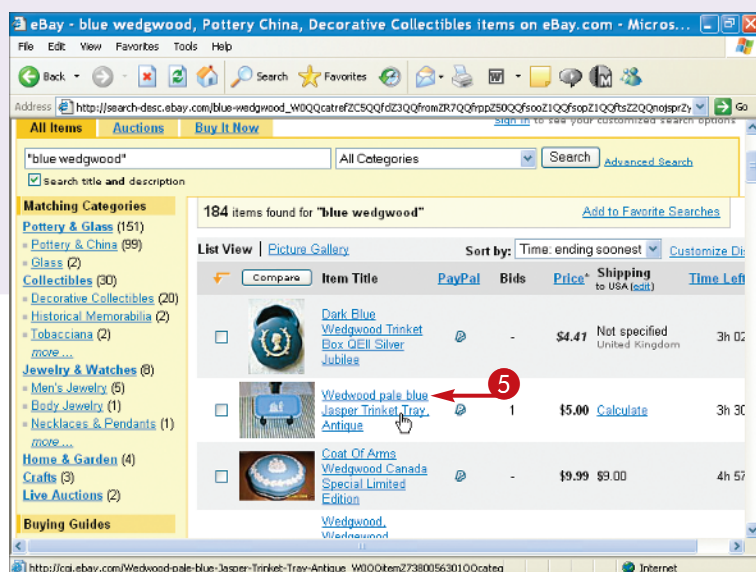 eBay - blue wedgwood, Pottery China, Decorative Collectibles items on eBay.com - Micros...
File Edit View Favorites Tools Help
Back Search Favorites
Address http://search-desc.ebay.com/blue-wedgwood_W0QQcatrefZC5QQfdZ3QQfromZR7QQfrppZ50QQfsooZ1QQfsopZ1QQftsZ2QQnojsprZy Go
All Items Auctions Buy It Now Sign in to see your customized search options
"blue wedgwood" All Categories Search Advanced Search
Search title and description
Matching Categories
Pottery & Glass (151)
Pottery & China (99)
Glass (2)
Collectibles (30)
Decorative Collectibles (20)
Historical Memorabilia (2)
Tobacciana (2)
more ...
Jewelry & Watches (8)
Men's Jewelry (5)
Body Jewelry (1)
Necklaces & Pendants (1)
more ...
Home & Garden (4)
Crafts (3)
Live Auctions (2)
Buying Guides
184 items found for "blue wedgwood" Add to Favorite Searches
List View | Picture Gallery Sort by: Time: ending soonest Customize Di
Compare Item Title PayPal Bids Price Shipping to USA (edit) Time Left
Dark Blue
Wedgwood Trinket
Box QEII Silver
Jubilee
- $4.41 Not specified
United Kingdom
3h 02
Wedwood pale blue
Jasper Trinket Tray,
Antique
1 $5.00 Calculate 3h 30
5
Coat Of Arms
Wedgwood Canada
Special Limited
Edition
- $9.99 $9.00 4h 57
Wedgwood,
Wedgewood
http://cgi.ebay.com/Wedwood-pale-blue-Jasper-Trinket-Tray-Antique_W0QQitemZ7380056301QQcateg Internet